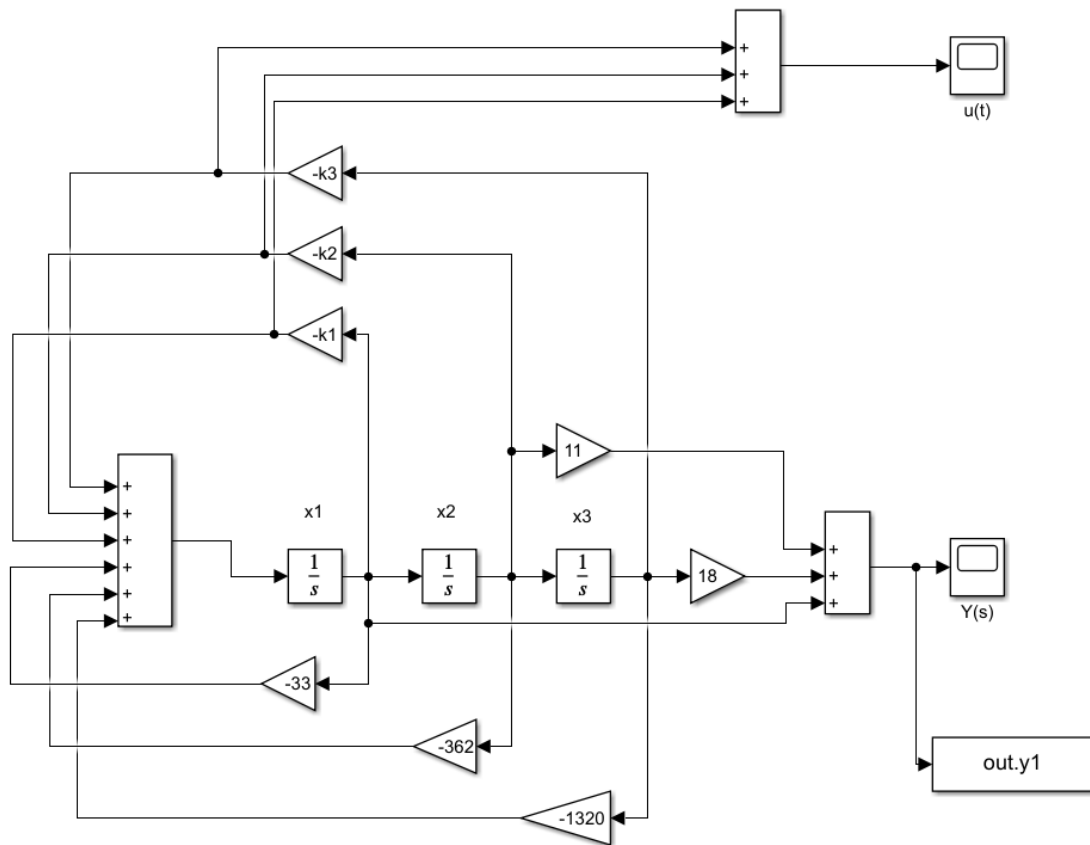 +
+
+
u(t)
-k3
-k2
-k1
11
+
+
+
+
+
+
x1
x2
x3
1
s
1
s
1
s
18
+
+
+
Y(s)
-33
-362
out.y1
-1320